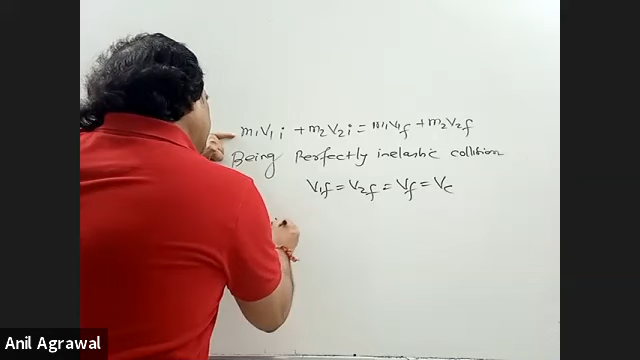 m₁v₁i + m₂v₂i = m₁v₁f + m₂v₂f
Being Perfectly inelastic collision
v₁f = v₂f = vf = vc
Anil Agrawal